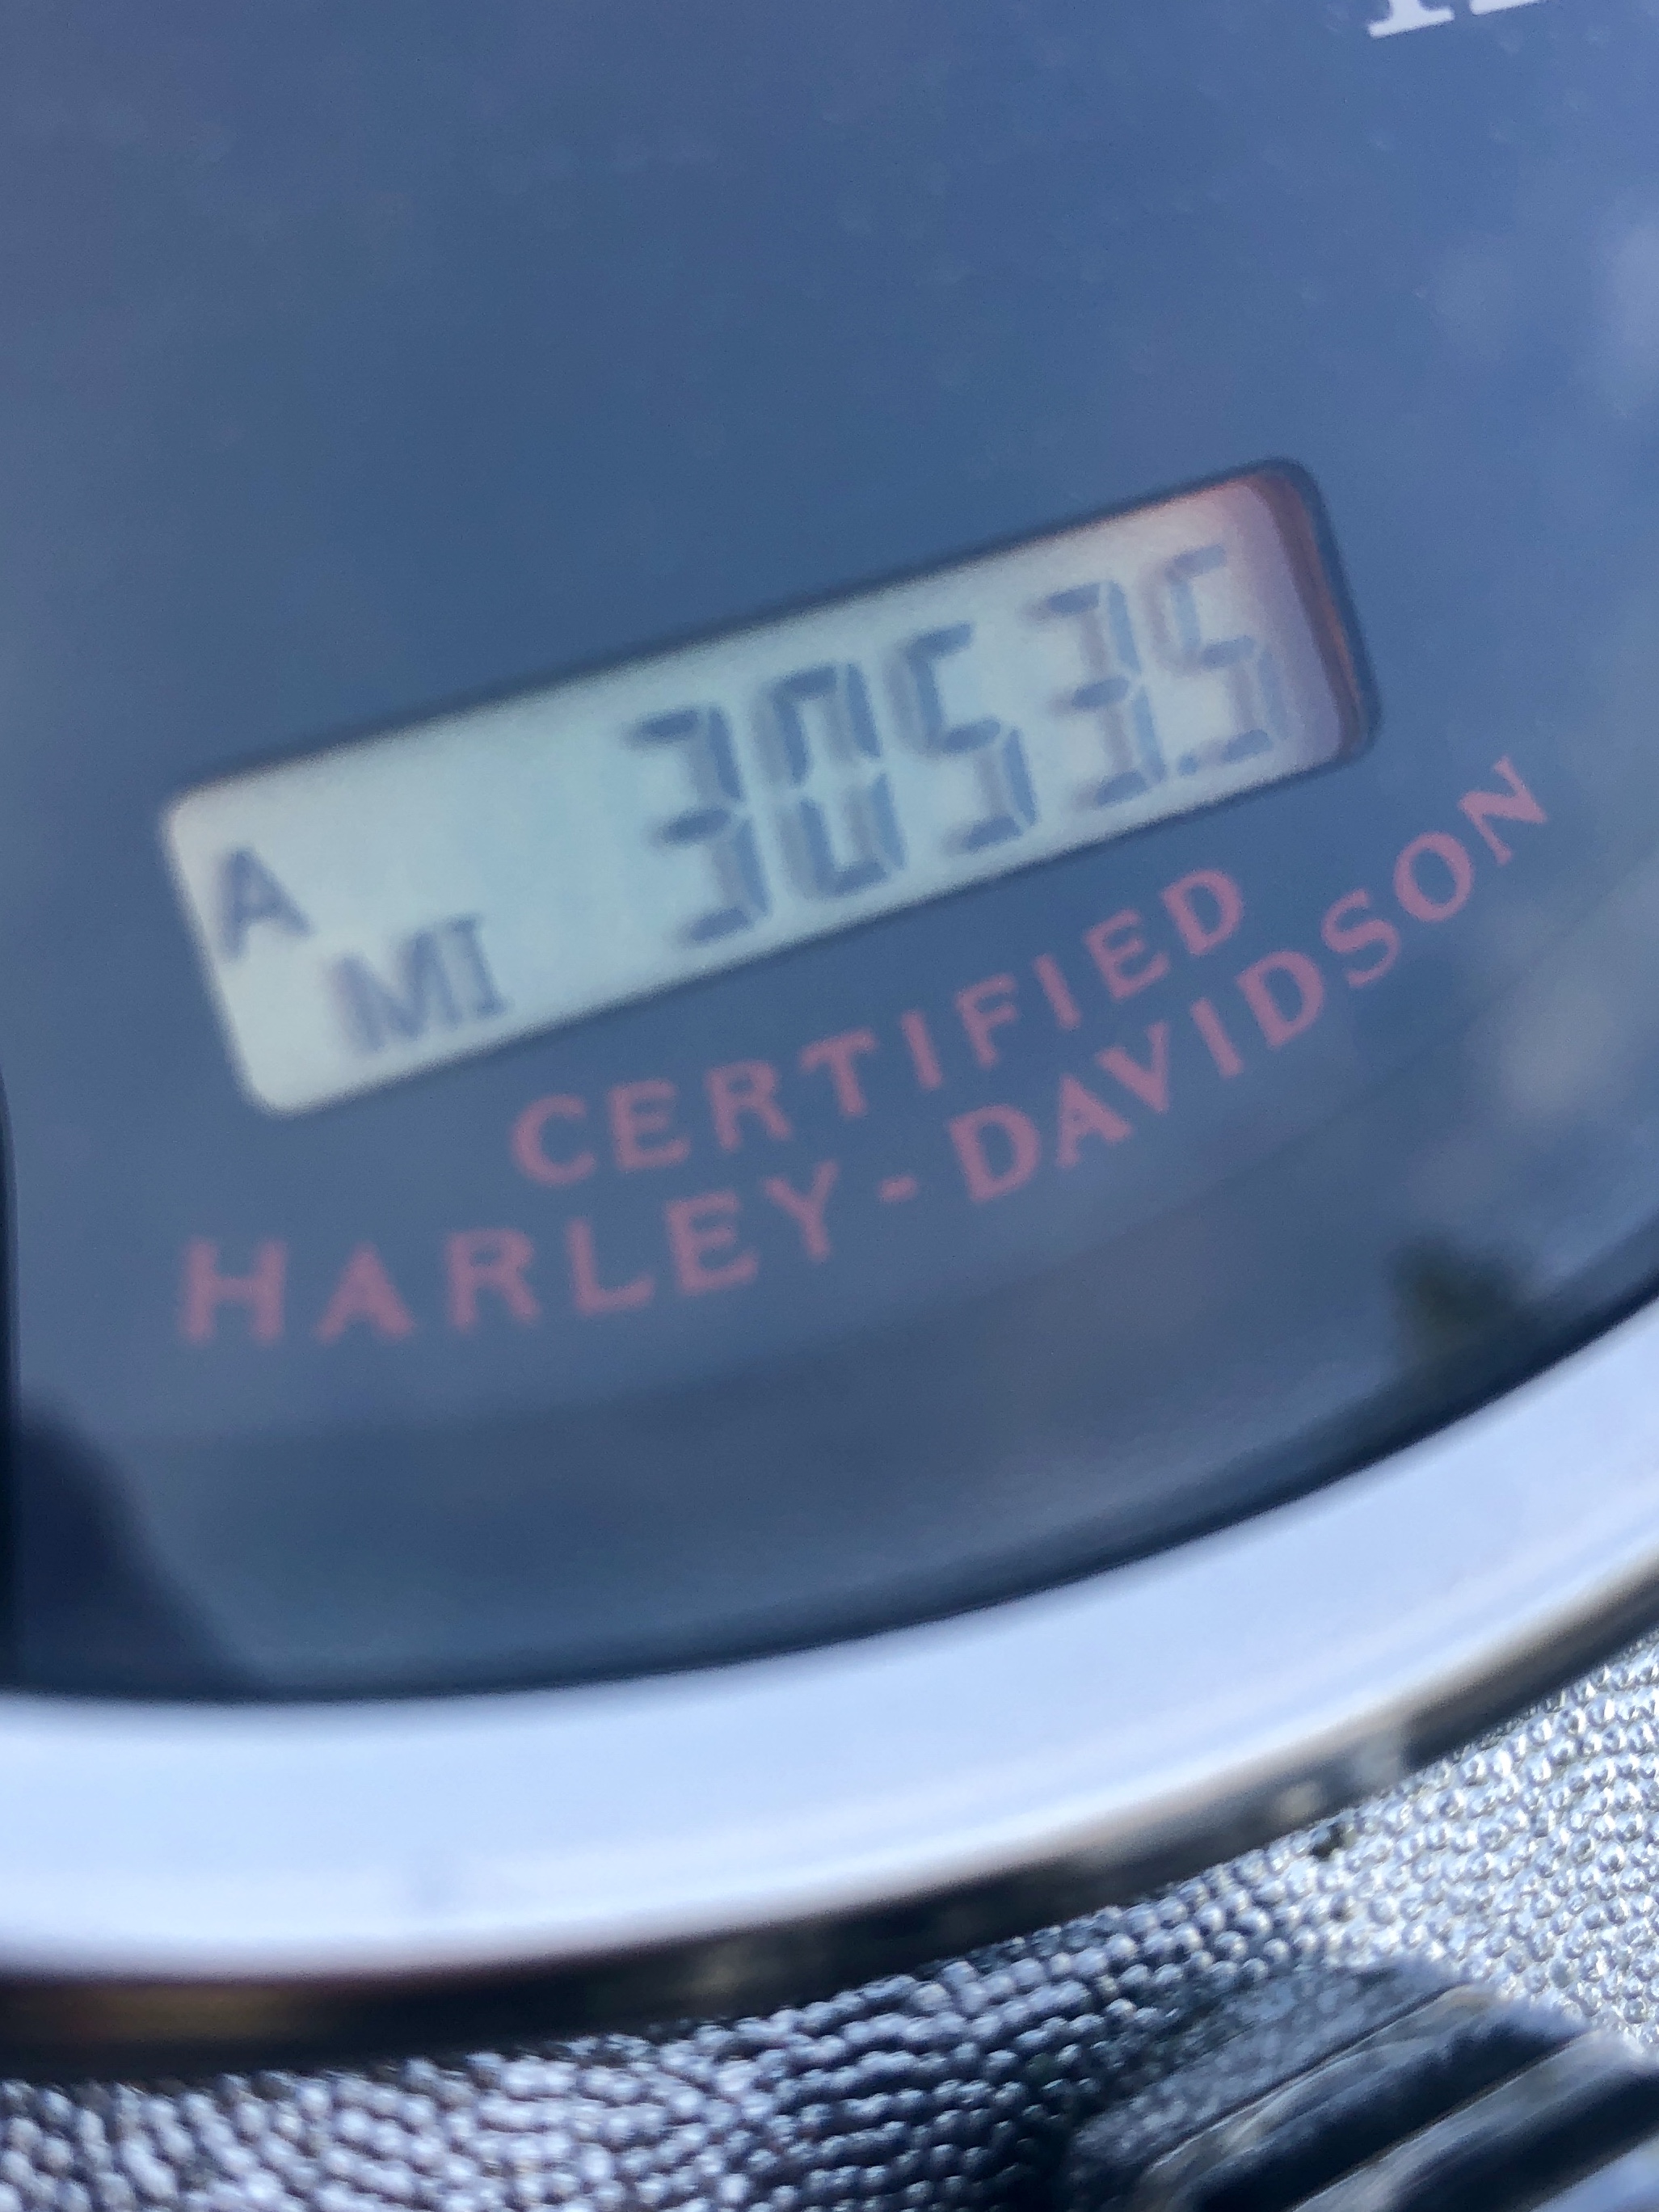 A
MI 3053.5
CERTIFIED
HARLEY-DAVIDSON